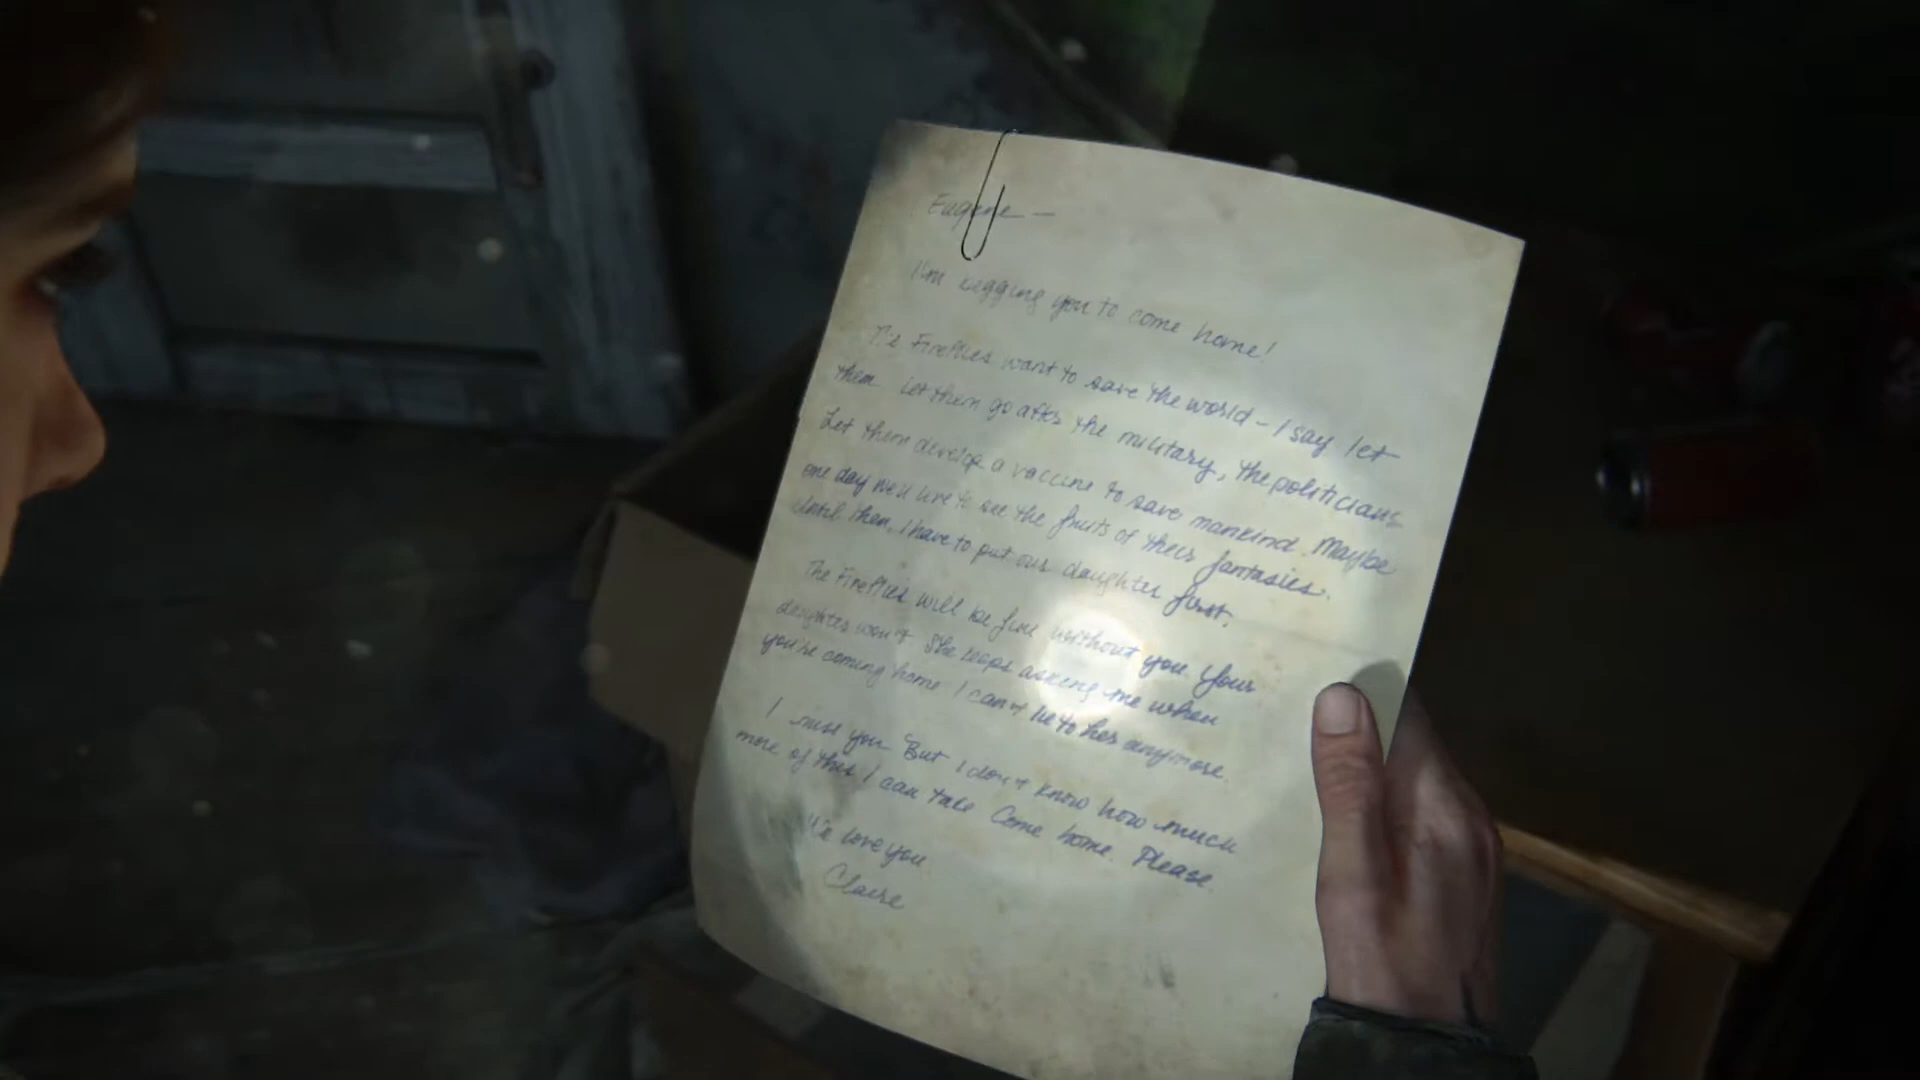 Eugene —
I'm begging you to come home!
The Fireflies want to save the world – I say let
them. Let them go after the military, the politicians.
Let them develop a vaccine to save mankind. Maybe
one day we'll live to see the fruits of their fantasies.
Until then, I have to put our daughter first.
The Fireflies will be fine without you. Your
daughter won't. She keeps asking me when
you're coming home. I can't lie to her anymore.
I miss you. But I don't know how much
more of this I can take. Come home. Please.
We love you.
Claire